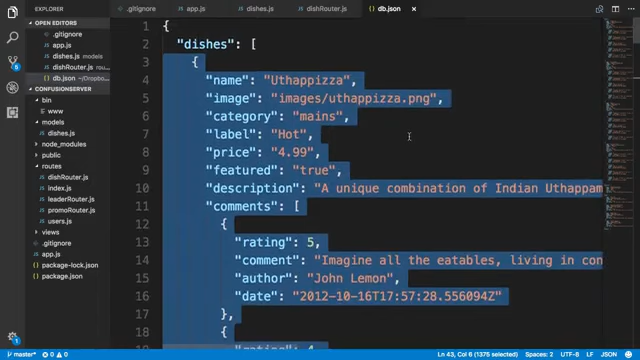 .gitignore
app.js
dishes.js
dishRouter.js
db.json
EXPLORER
OPEN EDITORS
.gitignore
app.js
dishes.js models
dishRouter.js routes
db.json ~/Dropbo...
CONFUSIONSERVER
bin
www
models
dishes.js
node_modules
public
routes
dishRouter.js
index.js
leaderRouter.js
promoRouter.js
users.js
views
.gitignore
app.js
package-lock.json
package.json
1 {
2 "dishes": [
3 {
4 "name": "Uthappizza",
5 "image": "images/uthappizza.png",
6 "category": "mains",
7 "label": "Hot",
8 "price": "4.99",
9 "featured": "true",
10 "description": "A unique combination of Indian Uthappam
11 "comments": [
12 {
13 "rating": 5,
14 "comment": "Imagine all the eatables, living in con
15 "author": "John Lemon",
16 "date": "2012-10-16T17:57:28.556094Z"
17 },
18 {
19 "rating": 4,
master* 0 0 Ln 43, Col 6 (1375 selected) Spaces: 2 UTF-8 LF JSON